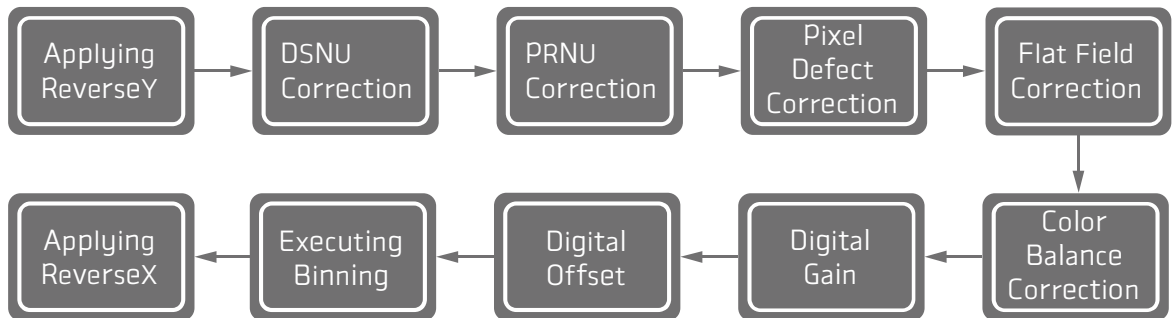 Applying
ReverseY
DSNU
Correction
PRNU
Correction
Pixel
Defect
Correction
Flat Field
Correction
Color
Balance
Correction
Digital
Gain
Digital
Offset
Executing
Binning
Applying
ReverseX